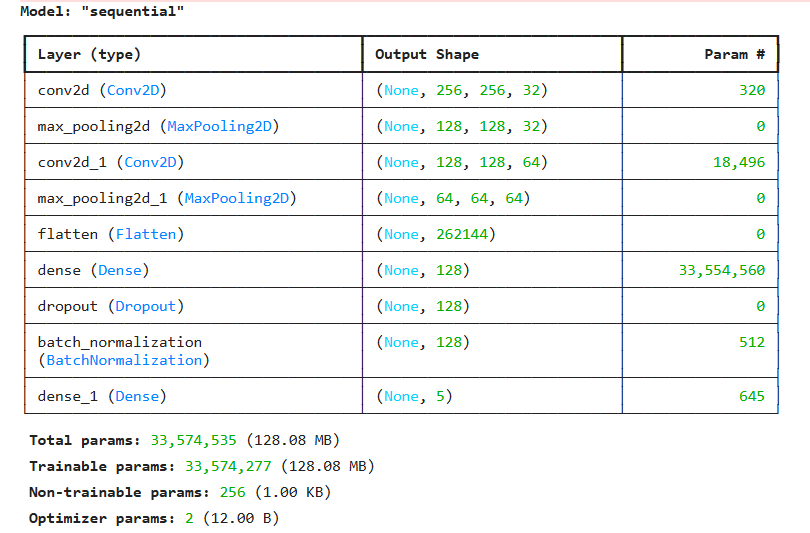 Model: "sequential"
Layer (type) Output Shape Param #
conv2d (Conv2D) (None, 256, 256, 32) 320
max_pooling2d (MaxPooling2D) (None, 128, 128, 32) 0
conv2d_1 (Conv2D) (None, 128, 128, 64) 18,496
max_pooling2d_1 (MaxPooling2D) (None, 64, 64, 64) 0
flatten (Flatten) (None, 262144) 0
dense (Dense) (None, 128) 33,554,560
dropout (Dropout) (None, 128) 0
batch_normalization (None, 128) 512
(BatchNormalization)
dense_1 (Dense) (None, 5) 645
Total params: 33,574,535 (128.08 MB)
Trainable params: 33,574,277 (128.08 MB)
Non-trainable params: 256 (1.00 KB)
Optimizer params: 2 (12.00 B)